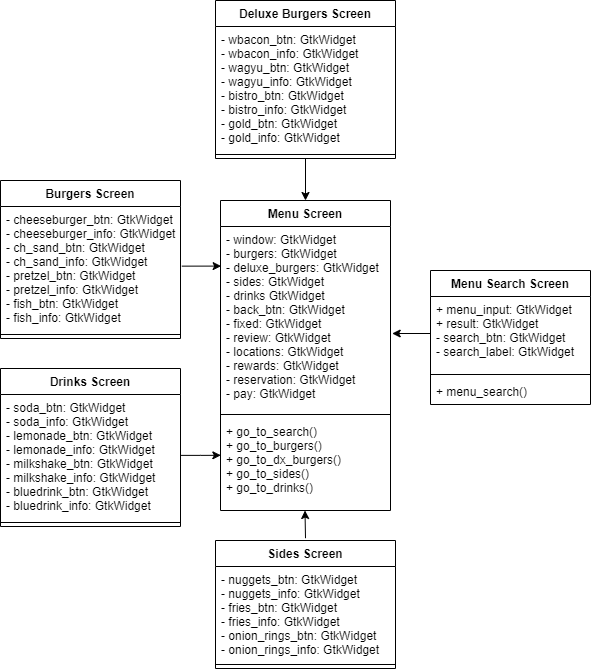 Deluxe Burgers Screen
- wbacon_btn: GtkWidget
- wbacon_info: GtkWidget
- wagyu_btn: GtkWidget
- wagyu_info: GtkWidget
- bistro_btn: GtkWidget
- bistro_info: GtkWidget
- gold_btn: GtkWidget
- gold_info: GtkWidget
Burgers Screen
- cheeseburger_btn: GtkWidget
- cheeseburger_info: GtkWidget
- ch_sand_btn: GtkWidget
- ch_sand_info: GtkWidget
- pretzel_btn: GtkWidget
- pretzel_info: GtkWidget
- fish_btn: GtkWidget
- fish_info: GtkWidget
Menu Screen
- window: GtkWidget
- burgers: GtkWidget
- deluxe_burgers: GtkWidget
- sides: GtkWidget
- drinks GtkWidget
- back_btn: GtkWidget
- fixed: GtkWidget
- review: GtkWidget
- locations: GtkWidget
- rewards: GtkWidget
- reservation: GtkWidget
- pay: GtkWidget
+ go_to_search()
+ go_to_burgers()
+ go_to_dx_burgers()
+ go_to_sides()
+ go_to_drinks()
Menu Search Screen
+ menu_input: GtkWidget
+ result: GtkWidget
- search_btn: GtkWidget
- search_label: GtkWidget
+ menu_search()
Drinks Screen
- soda_btn: GtkWidget
- soda_info: GtkWidget
- lemonade_btn: GtkWidget
- lemonade_info: GtkWidget
- milkshake_btn: GtkWidget
- milkshake_info: GtkWidget
- bluedrink_btn: GtkWidget
- bluedrink_info: GtkWidget
Sides Screen
- nuggets_btn: GtkWidget
- nuggets_info: GtkWidget
- fries_btn: GtkWidget
- fries_info: GtkWidget
- onion_rings_btn: GtkWidget
- onion_rings_info: GtkWidget